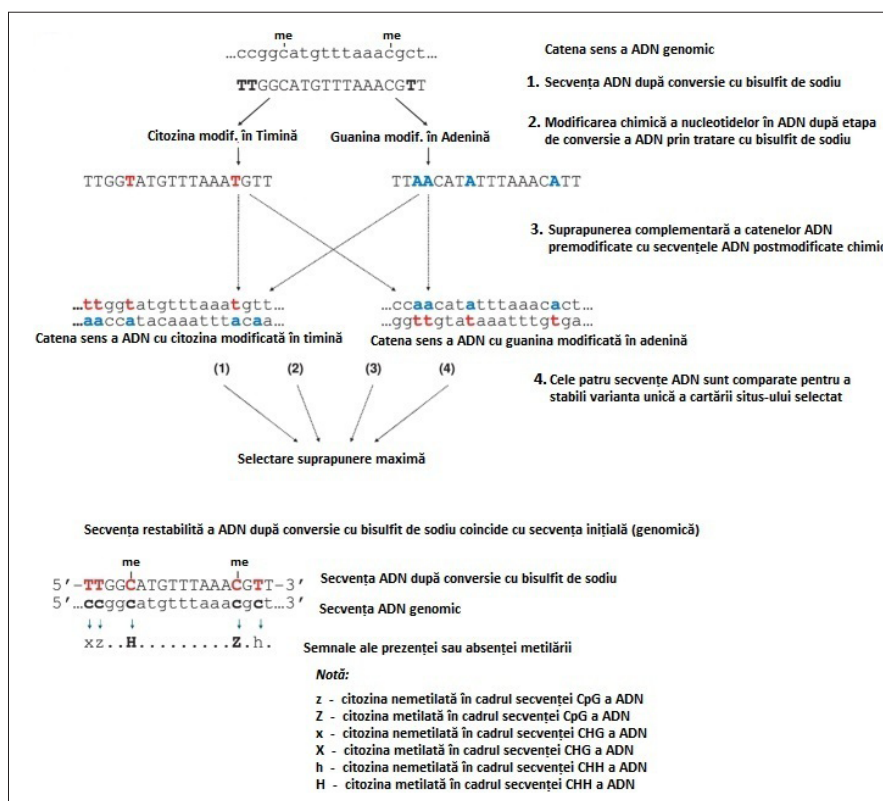 me me
...ccggcatgtttaaacgct...
Catena sens a ADN genomic
TTGGCATGTTTAAACGTT
1. Secvența ADN după conversie cu bisulfit de sodiu
2. Modificarea chimică a nucleotidelor în ADN după etapa
de conversie a ADN prin tratare cu bisulfit de sodiu
Citozina modif. în Timină
Guanina modif. în Adenină
TTGGTATGTTTAAATGTT
TTAACATATTTAAACATT
3. Suprapunerea complementară a catenelor ADN
premodificate cu secvențele ADN postmodificate chimic
...ttggtatgtttaaatgtt...
...aaccatacaaatttacaa...
Catena sens a ADN cu citozina modificată în timină
...ccaacatatttaaacact...
...ggttgtataaatttgtga...
Catena sens a ADN cu guanina modificată în adenină
(1) (2) (3) (4)
4. Cele patru secvențe ADN sunt comparate pentru a
stabili varianta unică a cartării situs-ului selectat
Selectare suprapunere maximă
Secvența restabilită a ADN după conversie cu bisulfit de sodiu coincide cu secvența inițială (genomică)
me me
5'-TTGGCATGTTTAAACGTT-3'
Secvența ADN după conversie cu bisulfit de sodiu
5'...ccggcatgtttaaacgct...3'
Secvența ADN genomic
xz..H.........Z.h.
Semnale ale prezenței sau absenței metilării
Notă:
z - citozina nemetilată în cadrul secvenței CpG a ADN
Z - citozina metilată în cadrul secvenței CpG a ADN
x - citozina nemetilată în cadrul secvenței CHG a ADN
X - citozina metilată în cadrul secvenței CHG a ADN
h - citozina nemetilată în cadrul secvenței CHH a ADN
H - citozina metilată în cadrul secvenței CHH a ADN